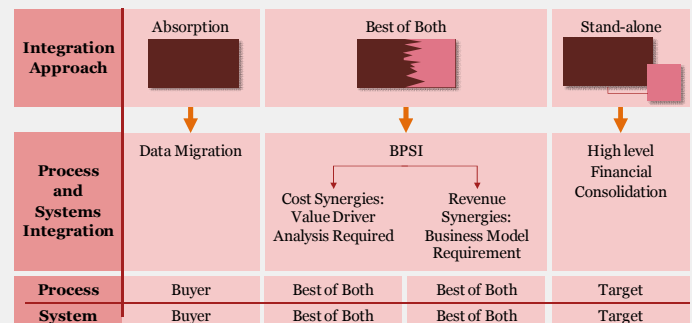 Integration
Approach
Absorption
Best of Both
Stand-alone
Process
and
Systems
Integration
Data Migration
BPSI
Cost Synergies:
Value Driver
Analysis Required
Revenue
Synergies:
Business Model
Requirement
High level
Financial
Consolidation
Process
Buyer
Best of Both
Best of Both
Target
System
Buyer
Best of Both
Best of Both
Target